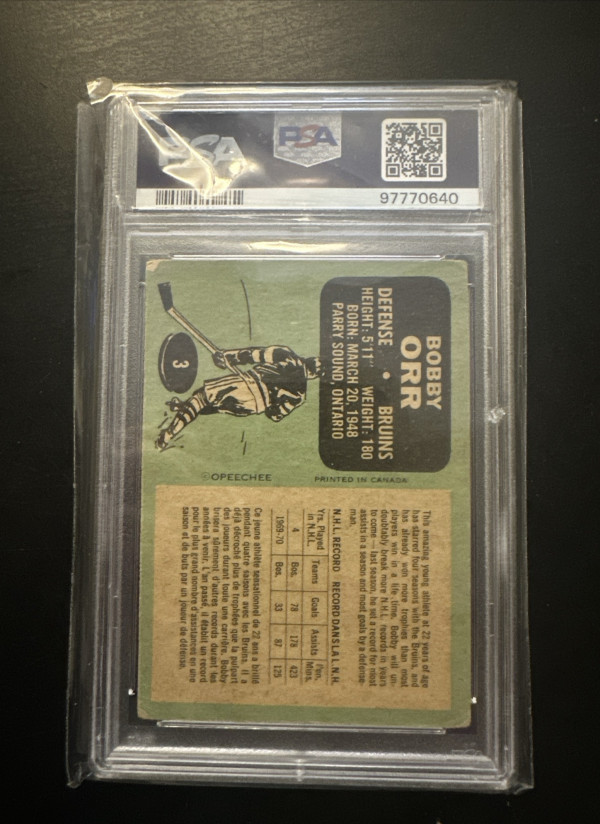 PSA
PSA
97770640
BOBBY
ORR
DEFENSE • BRUINS
HEIGHT: 5'11" WEIGHT: 180
BORN: MARCH 20, 1948
PARRY SOUND, ONTARIO
3
©OPEECHEE
PRINTED IN CANADA
This amazing young athlete at 22 years of age
has starred four seasons with the Bruins, and
has already won more trophies than most
players win a life time. Bobby will un-
doubtably break more N.H.L. records in years
to come — last season, he set a record for most
assists in a season and most goals by a defense-
man.
N.H.L. RECORD RECORD DANS LA L.N.H.
Yrs. Played Teams Goals Assists Pen.
in N.H.L. Mins.
4 Bos. 78 178 423
1969-70 Bos. 33 87 125
Ce jeune athlète sensationnel de 22 ans a brillé
pendant quatre saisons avec les Bruins. Il a
déjà décroché plus de trophées que la plupart
des joueurs durant toute une carrière. Bobby
brisera sûrement d'autres records durant les
années à venir. L'an passé, il établit un record
pour le plus grand nombre d'assistances en une
saison et de buts par un joueur de défense.